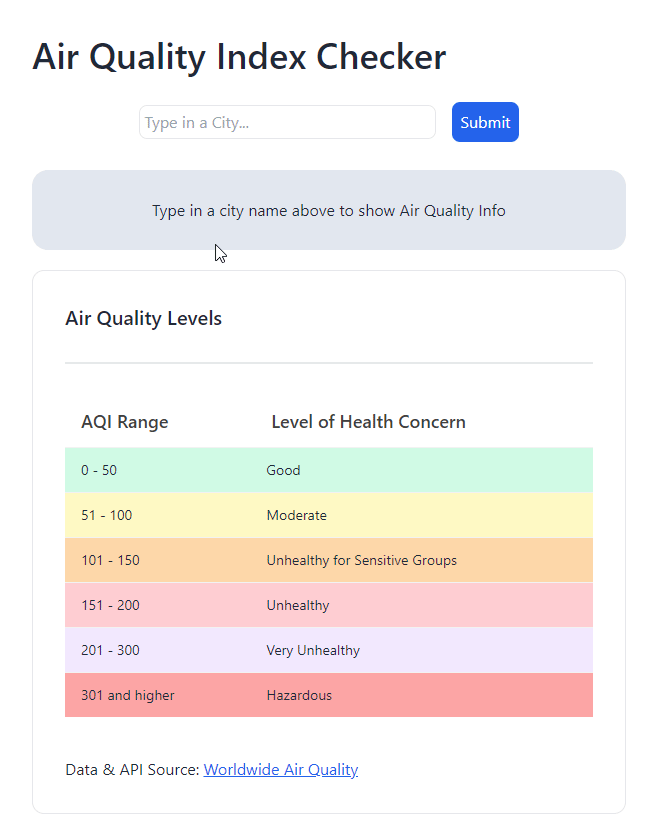 Air Quality Index Checker
Type in a City... Submit
Type in a city name above to show Air Quality Info
Air Quality Levels
AQI Range Level of Health Concern
0 - 50 Good
51 - 100 Moderate
101 - 150 Unhealthy for Sensitive Groups
151 - 200 Unhealthy
201 - 300 Very Unhealthy
301 and higher Hazardous
Data & API Source: Worldwide Air Quality